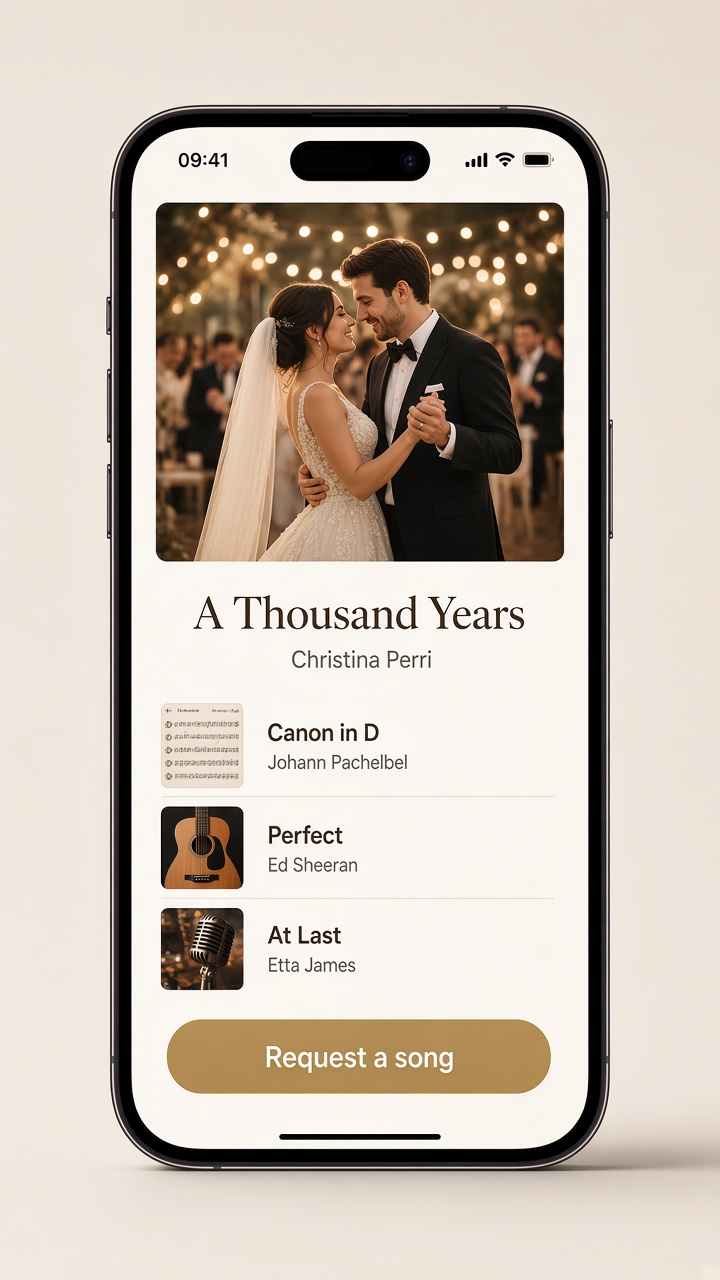 09:41
A Thousand Years
Christina Perri
Canon in D
Johann Pachelbel
Perfect
Ed Sheeran
At Last
Etta James
Request a song